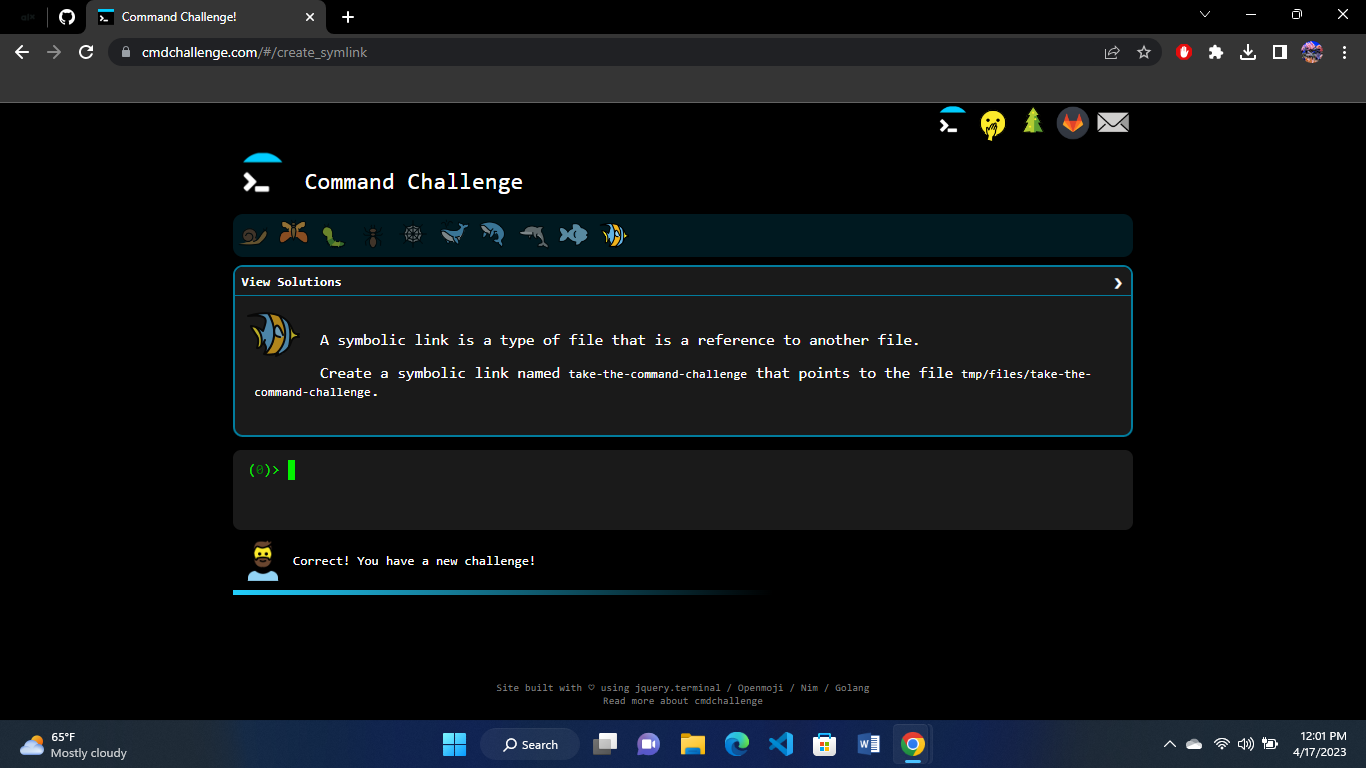 Command Challenge!
cmdchallenge.com/#/create_symlink
Command Challenge
View Solutions
A symbolic link is a type of file that is a reference to another file.
Create a symbolic link named take-the-command-challenge that points to the file tmp/files/take-the-
command-challenge.
(0)>
Correct! You have a new challenge!
Site built with ♡ using jquery.terminal / Openmoji / Nim / Golang
Read more about cmdchallenge
65°F
Mostly cloudy
Search
12:01 PM
4/17/2023